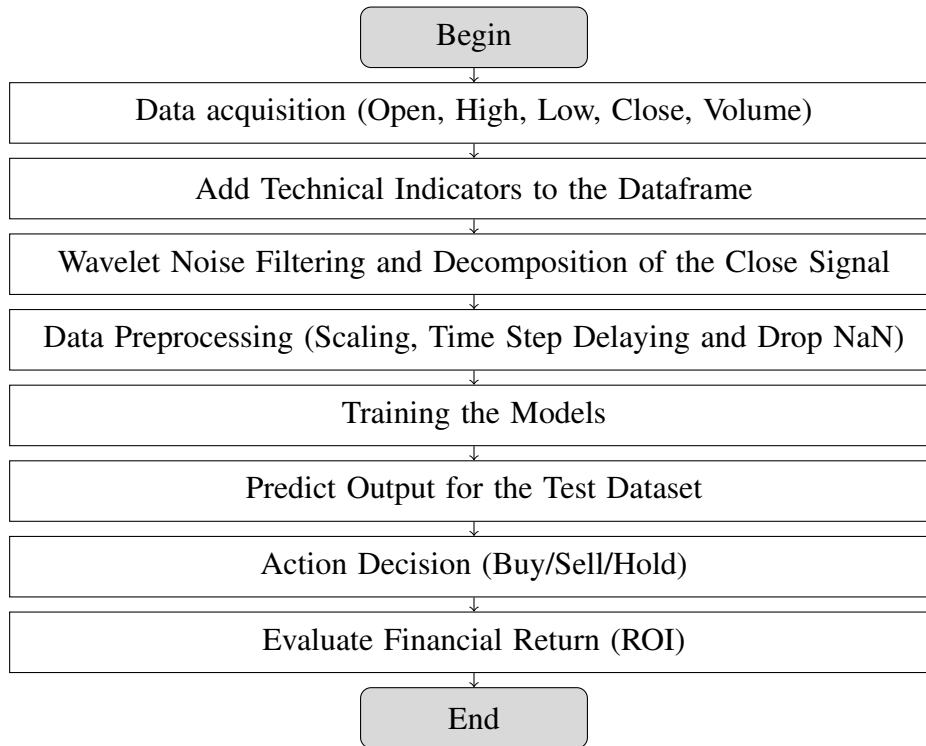 Begin
Data acquisition (Open, High, Low, Close, Volume)
Add Technical Indicators to the Dataframe
Wavelet Noise Filtering and Decomposition of the Close Signal
Data Preprocessing (Scaling, Time Step Delaying and Drop NaN)
Training the Models
Predict Output for the Test Dataset
Action Decision (Buy/Sell/Hold)
Evaluate Financial Return (ROI)
End